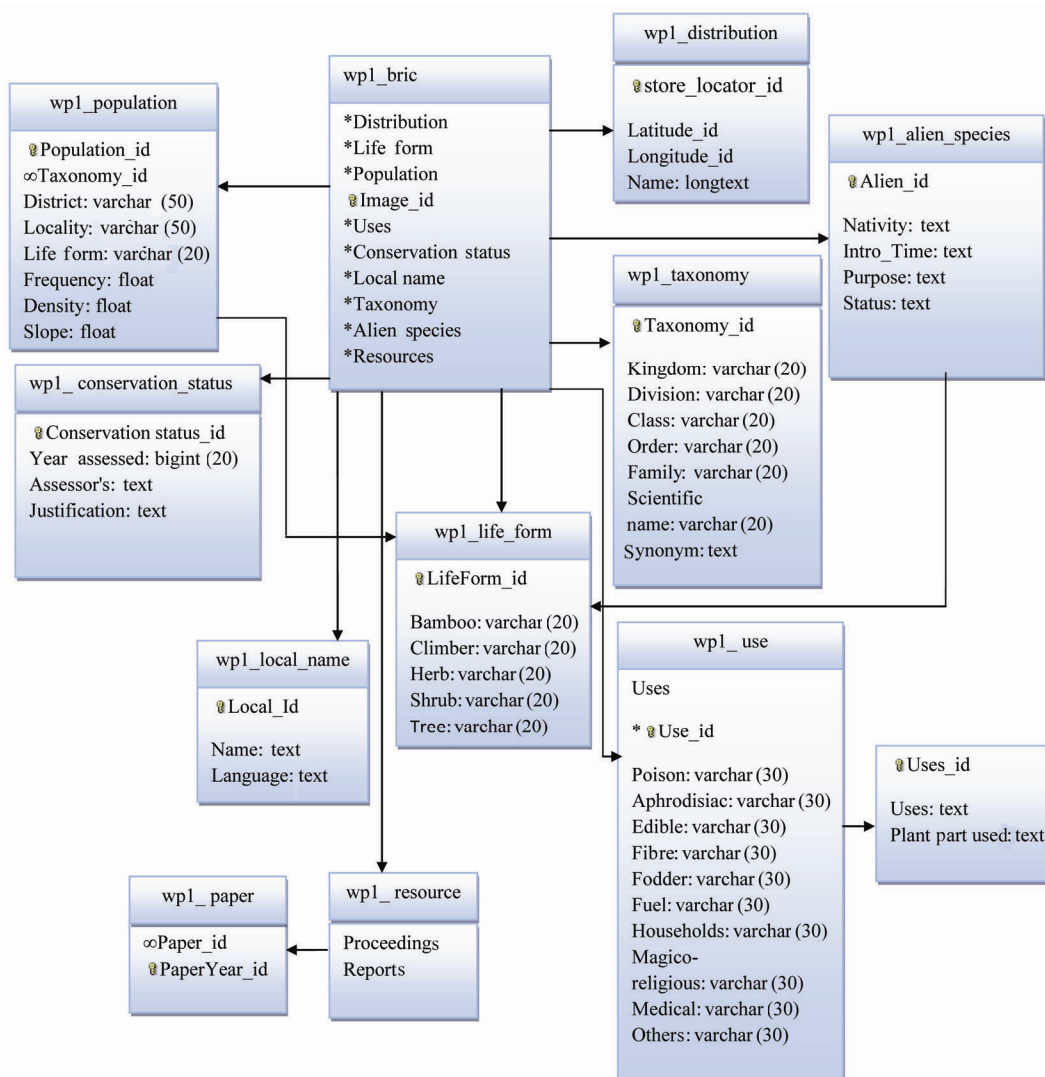 wp1_distribution
store_locator_id
Latitude_id
Longitude_id
Name: longtext
wp1_bric
*Distribution
*Life form
*Population
Image_id
*Uses
*Conservation status
*Local name
*Taxonomy
*Alien species
*Resources
wp1_population
Population_id
∞Taxonomy_id
District: varchar (50)
Locality: varchar (50)
Life form: varchar (20)
Frequency: float
Density: float
Slope: float
wp1_alien_species
Alien_id
Nativity: text
Intro_Time: text
Purpose: text
Status: text
wp1_taxonomy
Taxonomy_id
Kingdom: varchar (20)
Division: varchar (20)
Class: varchar (20)
Order: varchar (20)
Family: varchar (20)
Scientific
name: varchar (20)
Synonym: text
wp1_ conservation_status
Conservation status_id
Year assessed: bigint (20)
Assessor's: text
Justification: text
wp1_life_form
LifeForm_id
Bamboo: varchar (20)
Climber: varchar (20)
Herb: varchar (20)
Shrub: varchar (20)
Tree: varchar (20)
wp1_local_name
Local_Id
Name: text
Language: text
wp1_ use
Uses
* Use_id
Poison: varchar (30)
Aphrodisiac: varchar (30)
Edible: varchar (30)
Fibre: varchar (30)
Fodder: varchar (30)
Fuel: varchar (30)
Households: varchar (30)
Magico-
religious: varchar (30)
Medical: varchar (30)
Others: varchar (30)
Uses_id
Uses: text
Plant part used: text
wp1_ paper
∞Paper_id
PaperYear_id
wp1_ resource
Proceedings
Reports